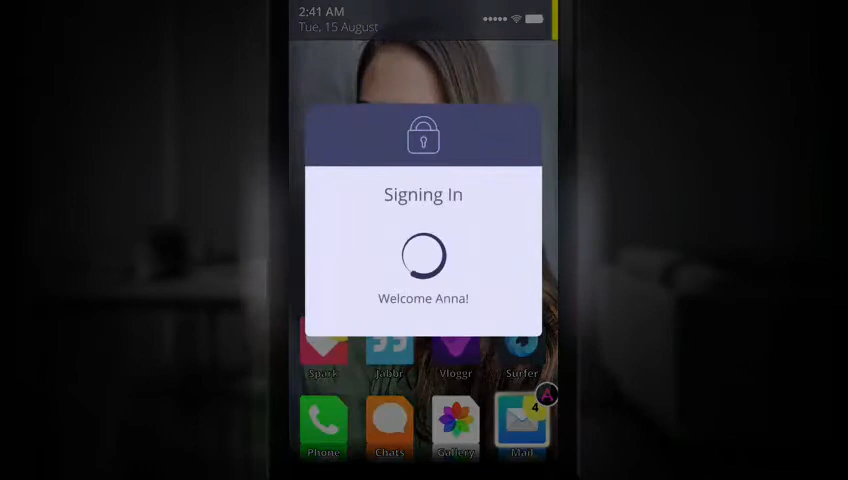 2:41 AM
Tue, 15 August
Signing In
Welcome Anna!
Spark
Jabbr
Vloggr
Surfer
A
4
Phone
Chats
Gallery
Mail